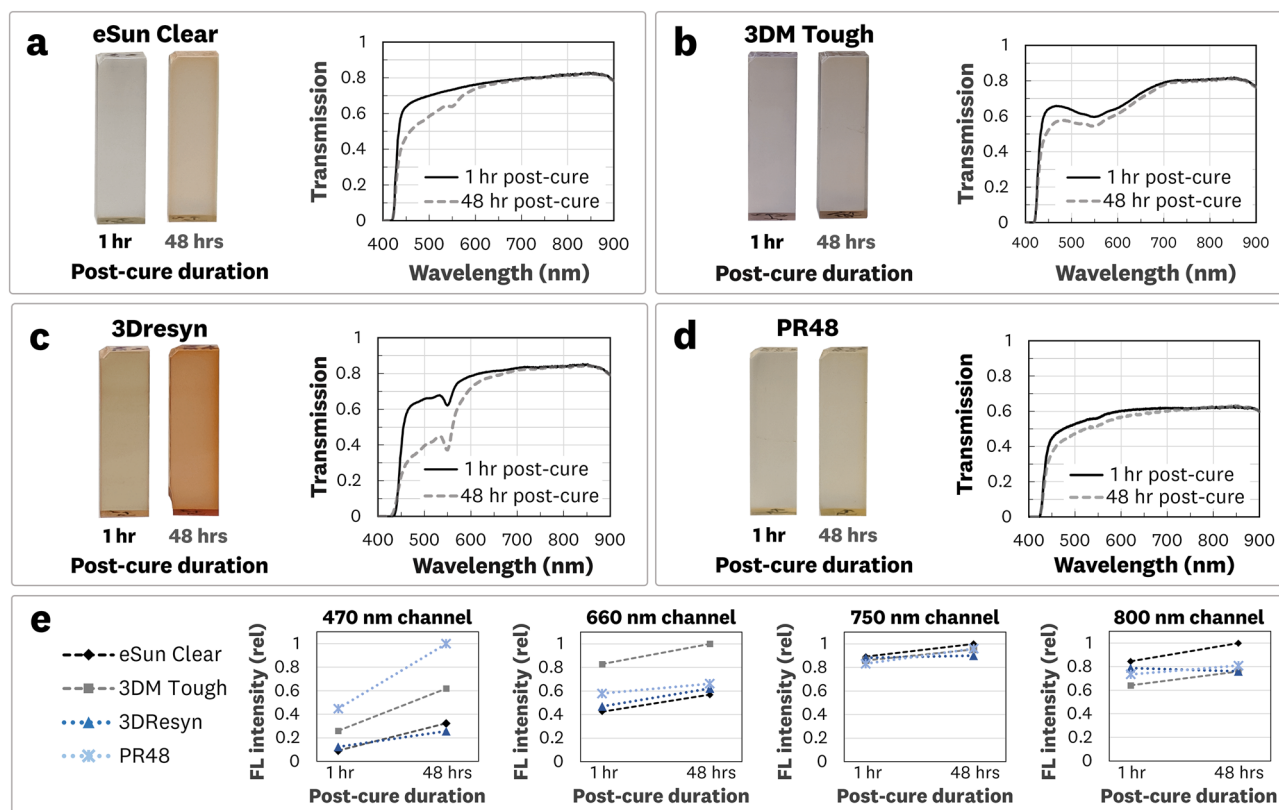 a
eSun Clear
1 hr
48 hrs
Post-cure duration
Transmission
1
0.8
0.6
0.4
0.2
0
1 hr post-cure
48 hr post-cure
400 500 600 700 800 900
Wavelength (nm)
b
3DM Tough
1 hr
48 hrs
Post-cure duration
Transmission
1
0.8
0.6
0.4
0.2
0
1 hr post-cure
48 hr post-cure
400 500 600 700 800 900
Wavelength (nm)
c
3Dresyn
1 hr
48 hrs
Post-cure duration
Transmission
1
0.8
0.6
0.4
0.2
0
1 hr post-cure
48 hr post-cure
400 500 600 700 800 900
Wavelength (nm)
d
PR48
1 hr
48 hrs
Post-cure duration
Transmission
1
0.8
0.6
0.4
0.2
0
1 hr post-cure
48 hr post-cure
400 500 600 700 800 900
Wavelength (nm)
e
eSun Clear
3DM Tough
3DResyn
PR48
470 nm channel
FL intensity (rel)
1
0.8
0.6
0.4
0.2
0
1 hr 48 hrs
Post-cure duration
660 nm channel
FL intensity (rel)
1
0.8
0.6
0.4
0.2
0
1 hr 48 hrs
Post-cure duration
750 nm channel
FL intensity (rel)
1
0.8
0.6
0.4
0.2
0
1 hr 48 hrs
Post-cure duration
800 nm channel
FL intensity (rel)
1
0.8
0.6
0.4
0.2
0
1 hr 48 hrs
Post-cure duration